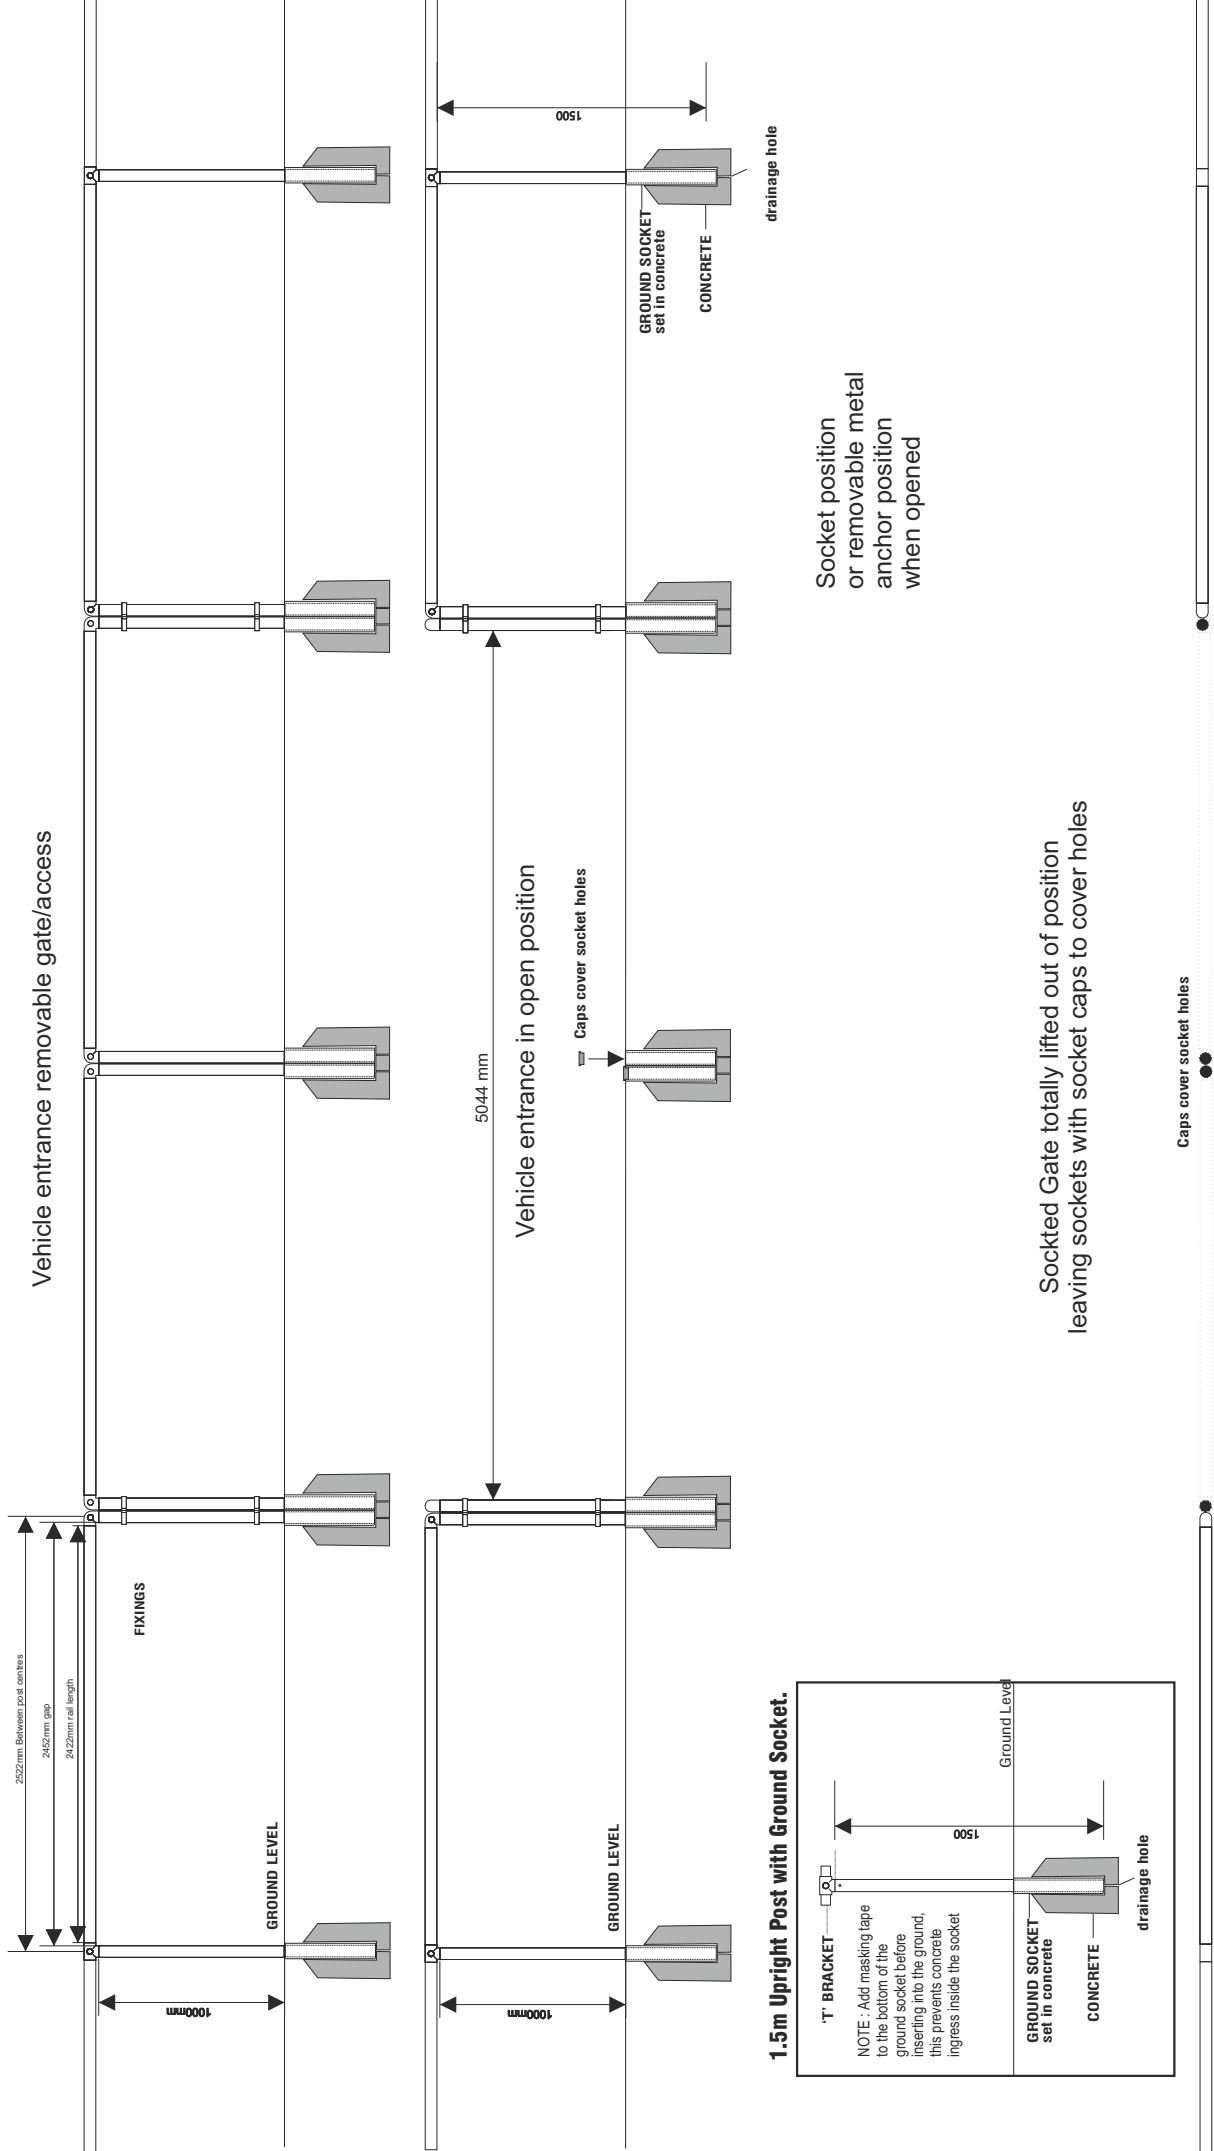 Vehicle entrance removable gate/access
2522mm Between post centres
2452mm gap
2422mm rail length
FIXINGS
1000mm
GROUND LEVEL
1500
GROUND SOCKET
set in concrete
CONCRETE
drainage hole
5044 mm
Vehicle entrance in open position
Caps cover socket holes
1000mm
GROUND LEVEL
Socket position
or removable metal
anchor position
when opened
1.5m Upright Post with Ground Socket.
'T' BRACKET
NOTE : Add masking tape
to the bottom of the
ground socket before
inserting into the ground,
this prevents concrete
ingress inside the socket
1500
Ground Level
GROUND SOCKET
set in concrete
CONCRETE
drainage hole
Sockted Gate totally lifted out of position
leaving sockets with socket caps to cover holes
Caps cover socket holes